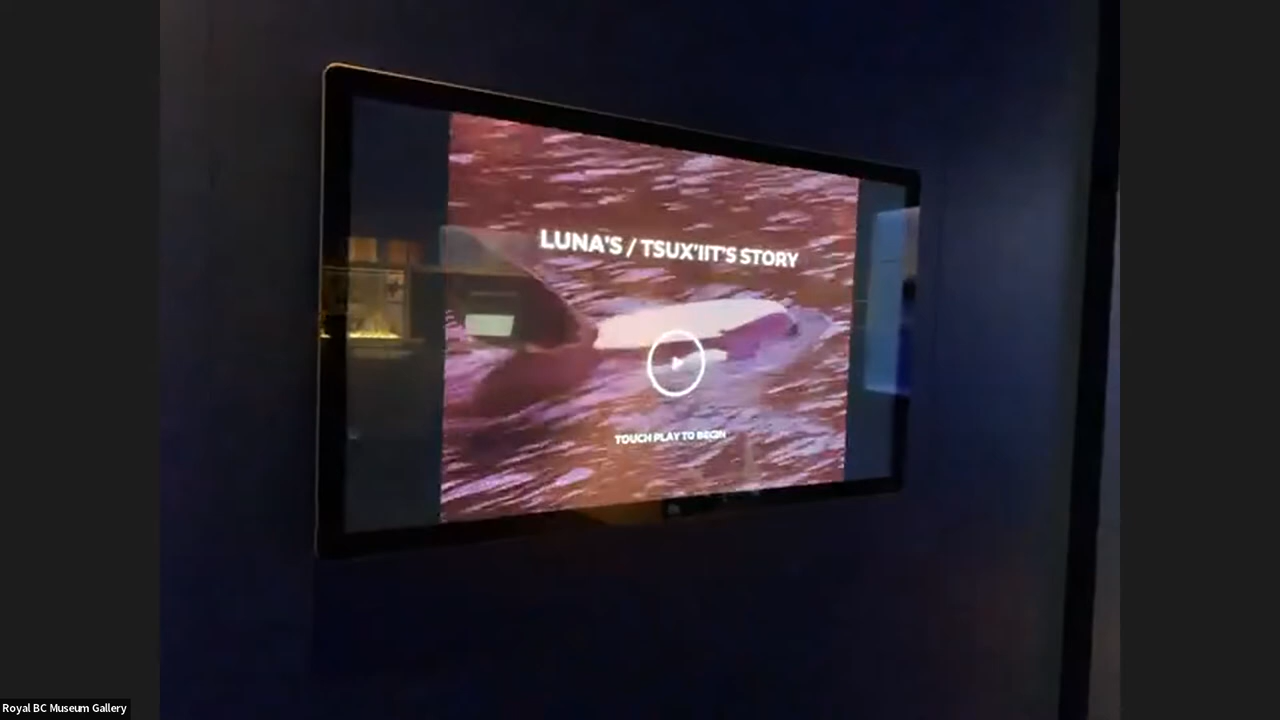 LUNA'S / TSUX'IIT'S STORY
TOUCH PLAY TO BEGIN
Royal BC Museum Gallery